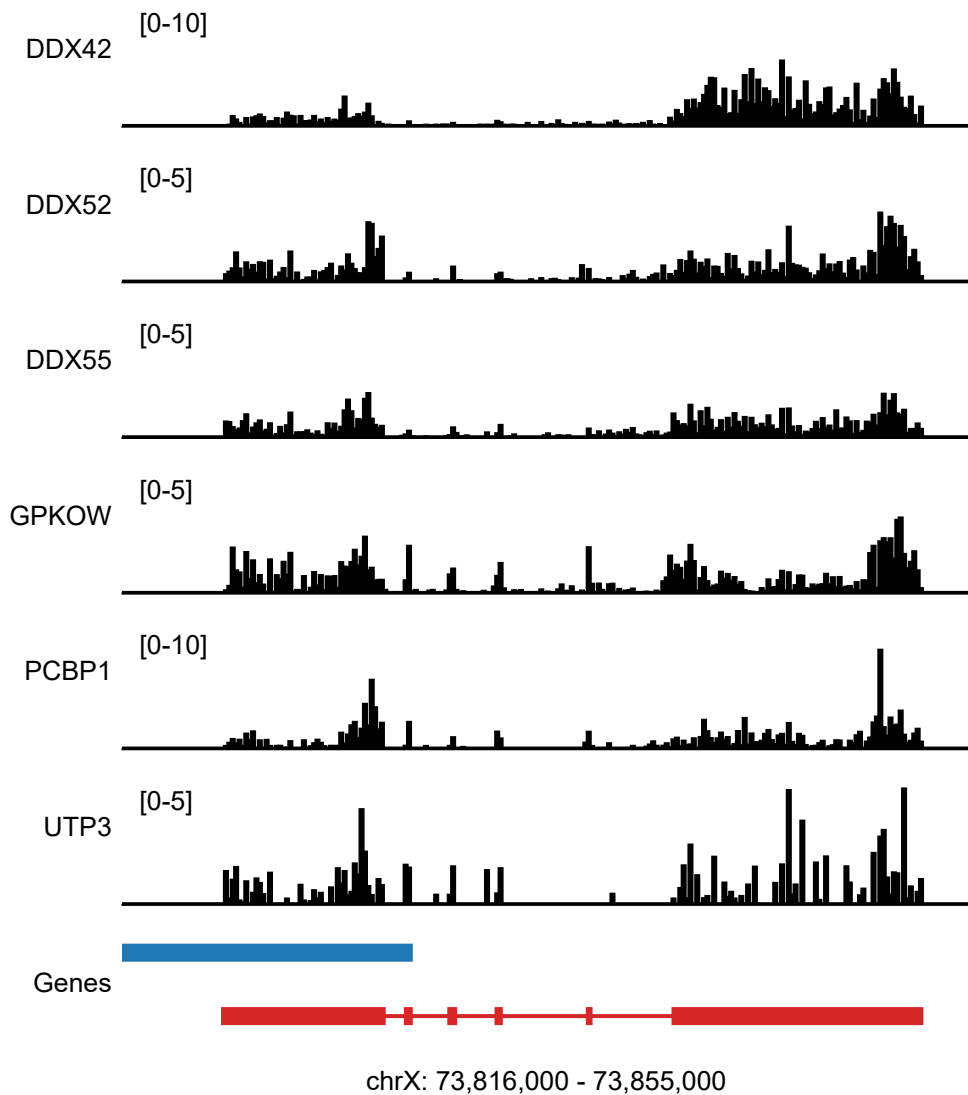 [0-10]
DDX42
[0-5]
DDX52
[0-5]
DDX55
[0-5]
GPKOW
[0-10]
PCBP1
[0-5]
UTP3
Genes
chrX: 73,816,000 - 73,855,000